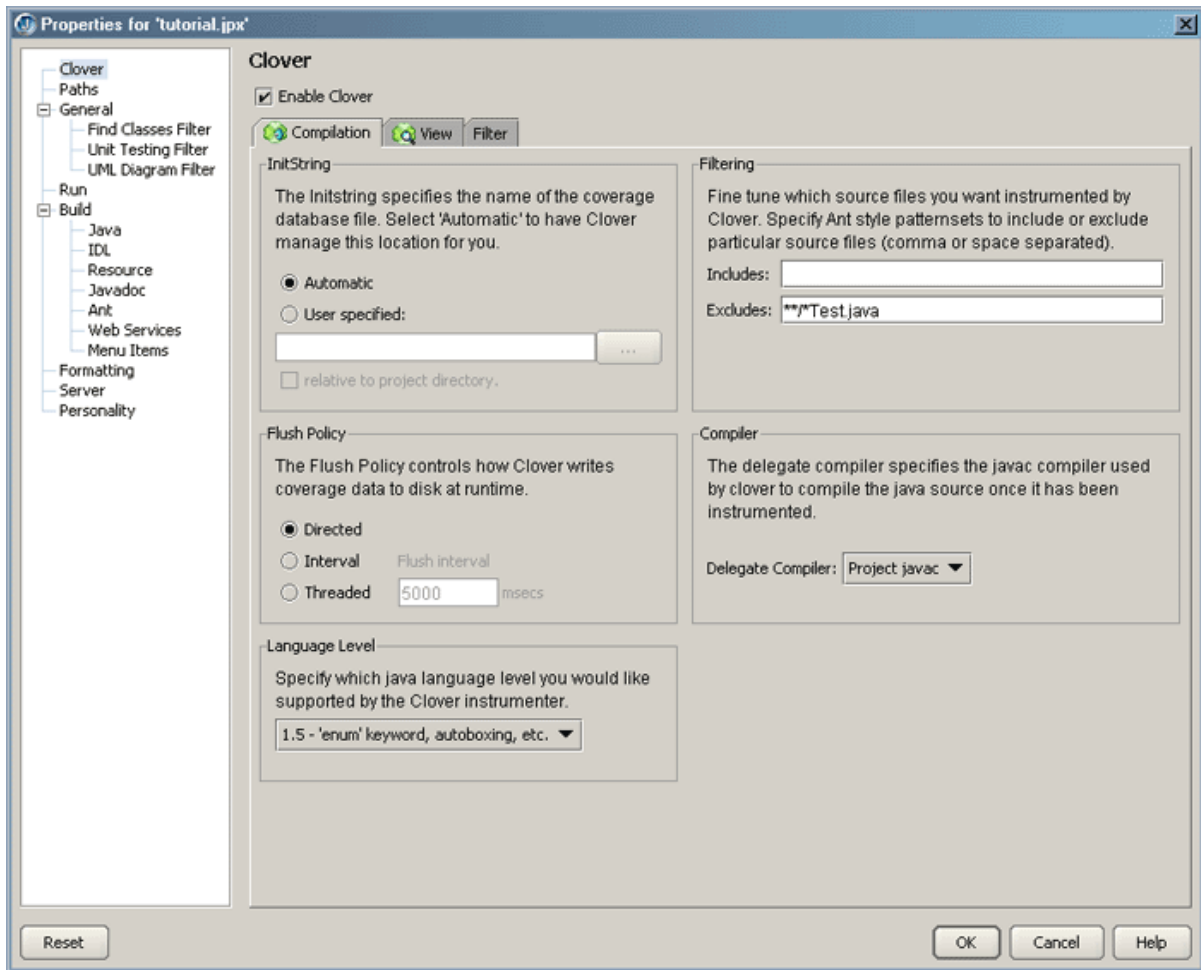 Properties for 'tutorial.jpx'
Clover
Paths
General
Find Classes Filter
Unit Testing Filter
UML Diagram Filter
Run
Build
Java
IDL
Resource
Javadoc
Ant
Web Services
Menu Items
Formatting
Server
Personality
Clover
Enable Clover
Compilation
View
Filter
InitString
The Initstring specifies the name of the coverage
database file. Select 'Automatic' to have Clover
manage this location for you.
Automatic
User specified:
...
relative to project directory.
Filtering
Fine tune which source files you want instrumented by
Clover. Specify Ant style patternsets to include or exclude
particular source files (comma or space separated).
Includes:
Excludes: **/*Test.java
Flush Policy
The Flush Policy controls how Clover writes
coverage data to disk at runtime.
Directed
Interval Flush interval
Threaded 5000 msecs
Compiler
The delegate compiler specifies the javac compiler used
by clover to compile the java source once it has been
instrumented.
Delegate Compiler: Project javac
Language Level
Specify which java language level you would like
supported by the Clover instrumenter.
1.5 - 'enum' keyword, autoboxing, etc.
Reset
OK
Cancel
Help